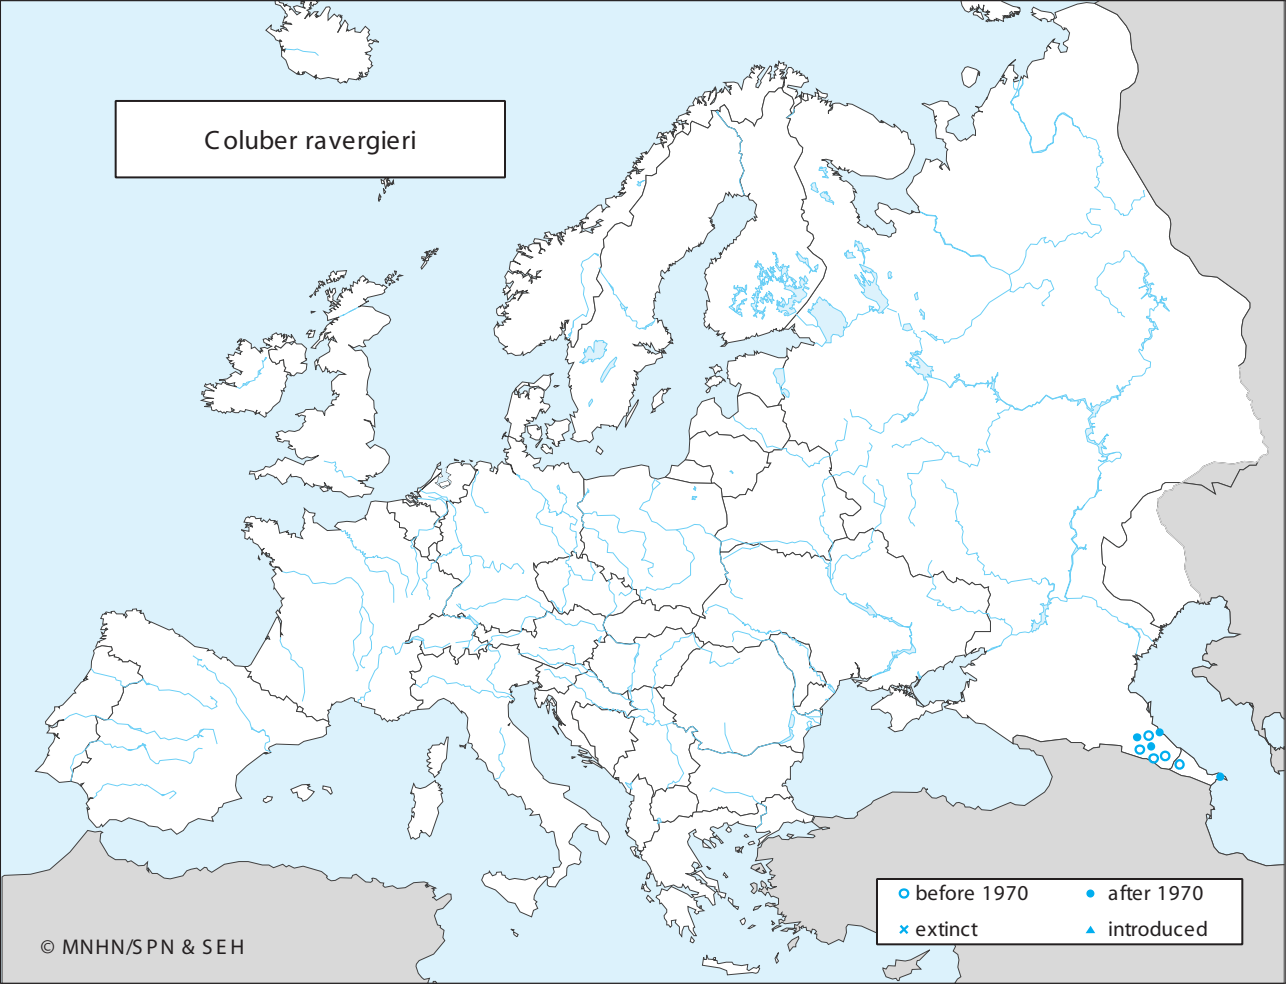 Coluber ravergieri
before 1970
after 1970
extinct
introduced
© MNHN/SPN & SEH